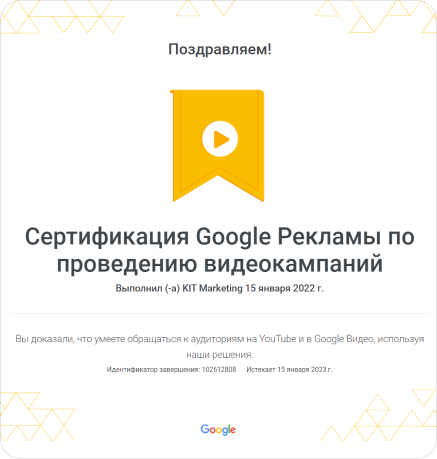 Поздравляем!
Сертификация Google Рекламы по
проведению видеокампаний
Выполнил (-а) KIT Marketing 15 января 2022 г.
Вы доказали, что умеете обращаться к аудиториям на YouTube и в Google Видео, используя
наши решения.
Идентификатор завершения: 102612808 Истекает 15 января 2023 г.
Google